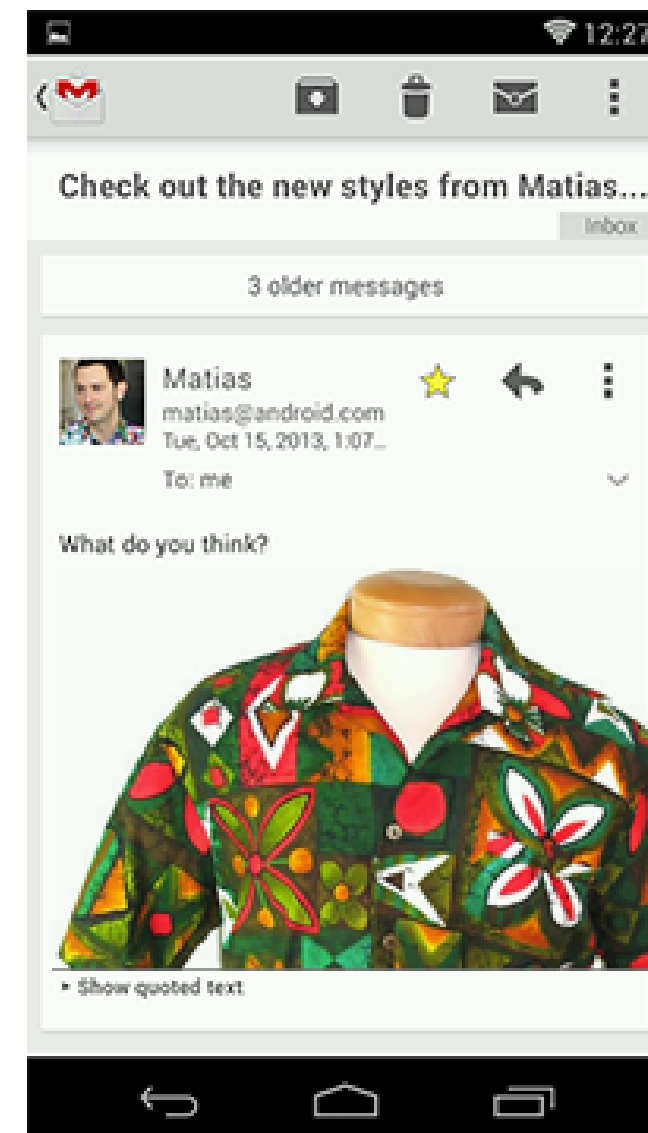 12:27
Check out the new styles from Matias...
Inbox
3 older messages
Matias
matias@android.com
Tue, Oct 15, 2013, 1:07...
To: me
What do you think?
Show quoted text